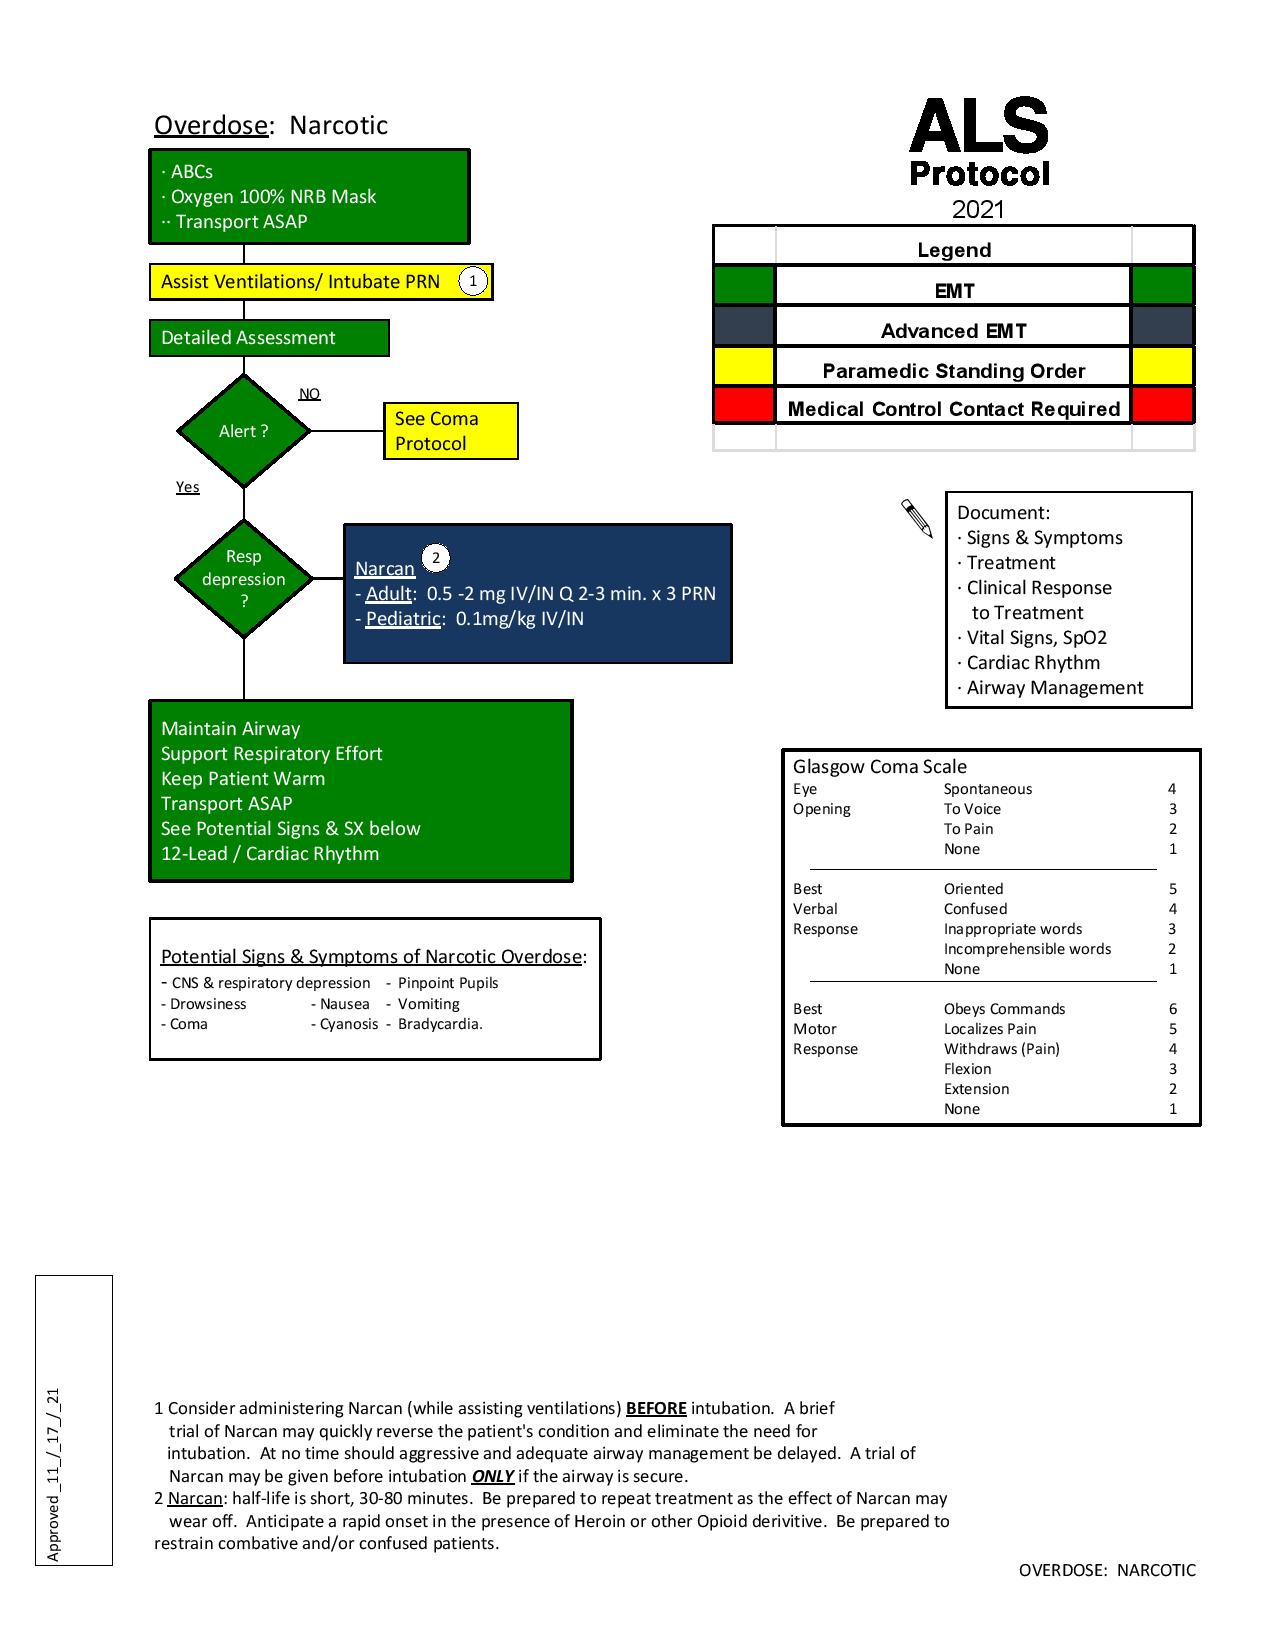 Overdose:  Narcotic
· ABCs
· Oxygen 100% NRB Mask
·· Transport ASAP
Assist Ventilations/ Intubate PRN 1
Detailed Assessment
Alert ?
NO
See Coma
Protocol
Yes
Resp
depression
?
Narcan 2
- Adult:  0.5 -2 mg IV/IN Q 2-3 min. x 3 PRN
- Pediatric:  0.1mg/kg IV/IN
Maintain Airway
Support Respiratory Effort
Keep Patient Warm
Transport ASAP
See Potential Signs & SX below
12-Lead / Cardiac Rhythm
Potential Signs & Symptoms of Narcotic Overdose:
- CNS & respiratory depression - Pinpoint Pupils
- Drowsiness - Nausea - Vomiting
- Coma - Cyanosis - Bradycardia.
ALS
Protocol
2021
Legend
EMT
Advanced EMT
Paramedic Standing Order
Medical Control Contact Required
Document:
· Signs & Symptoms
· Treatment
· Clinical Response
to Treatment
· Vital Signs, SpO2
· Cardiac Rhythm
· Airway Management
Glasgow Coma Scale
Eye Spontaneous 4
Opening To Voice 3
To Pain 2
None 1
Best Oriented 5
Verbal Confused 4
Response Inappropriate words 3
Incomprehensible words 2
None 1
Best Obeys Commands 6
Motor Localizes Pain 5
Response Withdraws (Pain) 4
Flexion 3
Extension 2
None 1
Approved _11_/_17_/_21
1 Consider administering Narcan (while assisting ventilations) BEFORE intubation.  A brief
trial of Narcan may quickly reverse the patient's condition and eliminate the need for
intubation.  At no time should aggressive and adequate airway management be delayed.  A trial of
Narcan may be given before intubation ONLY if the airway is secure.
2 Narcan: half-life is short, 30-80 minutes.  Be prepared to repeat treatment as the effect of Narcan may
wear off.  Anticipate a rapid onset in the presence of Heroin or other Opioid derivitive.  Be prepared to
restrain combative and/or confused patients.
OVERDOSE:  NARCOTIC